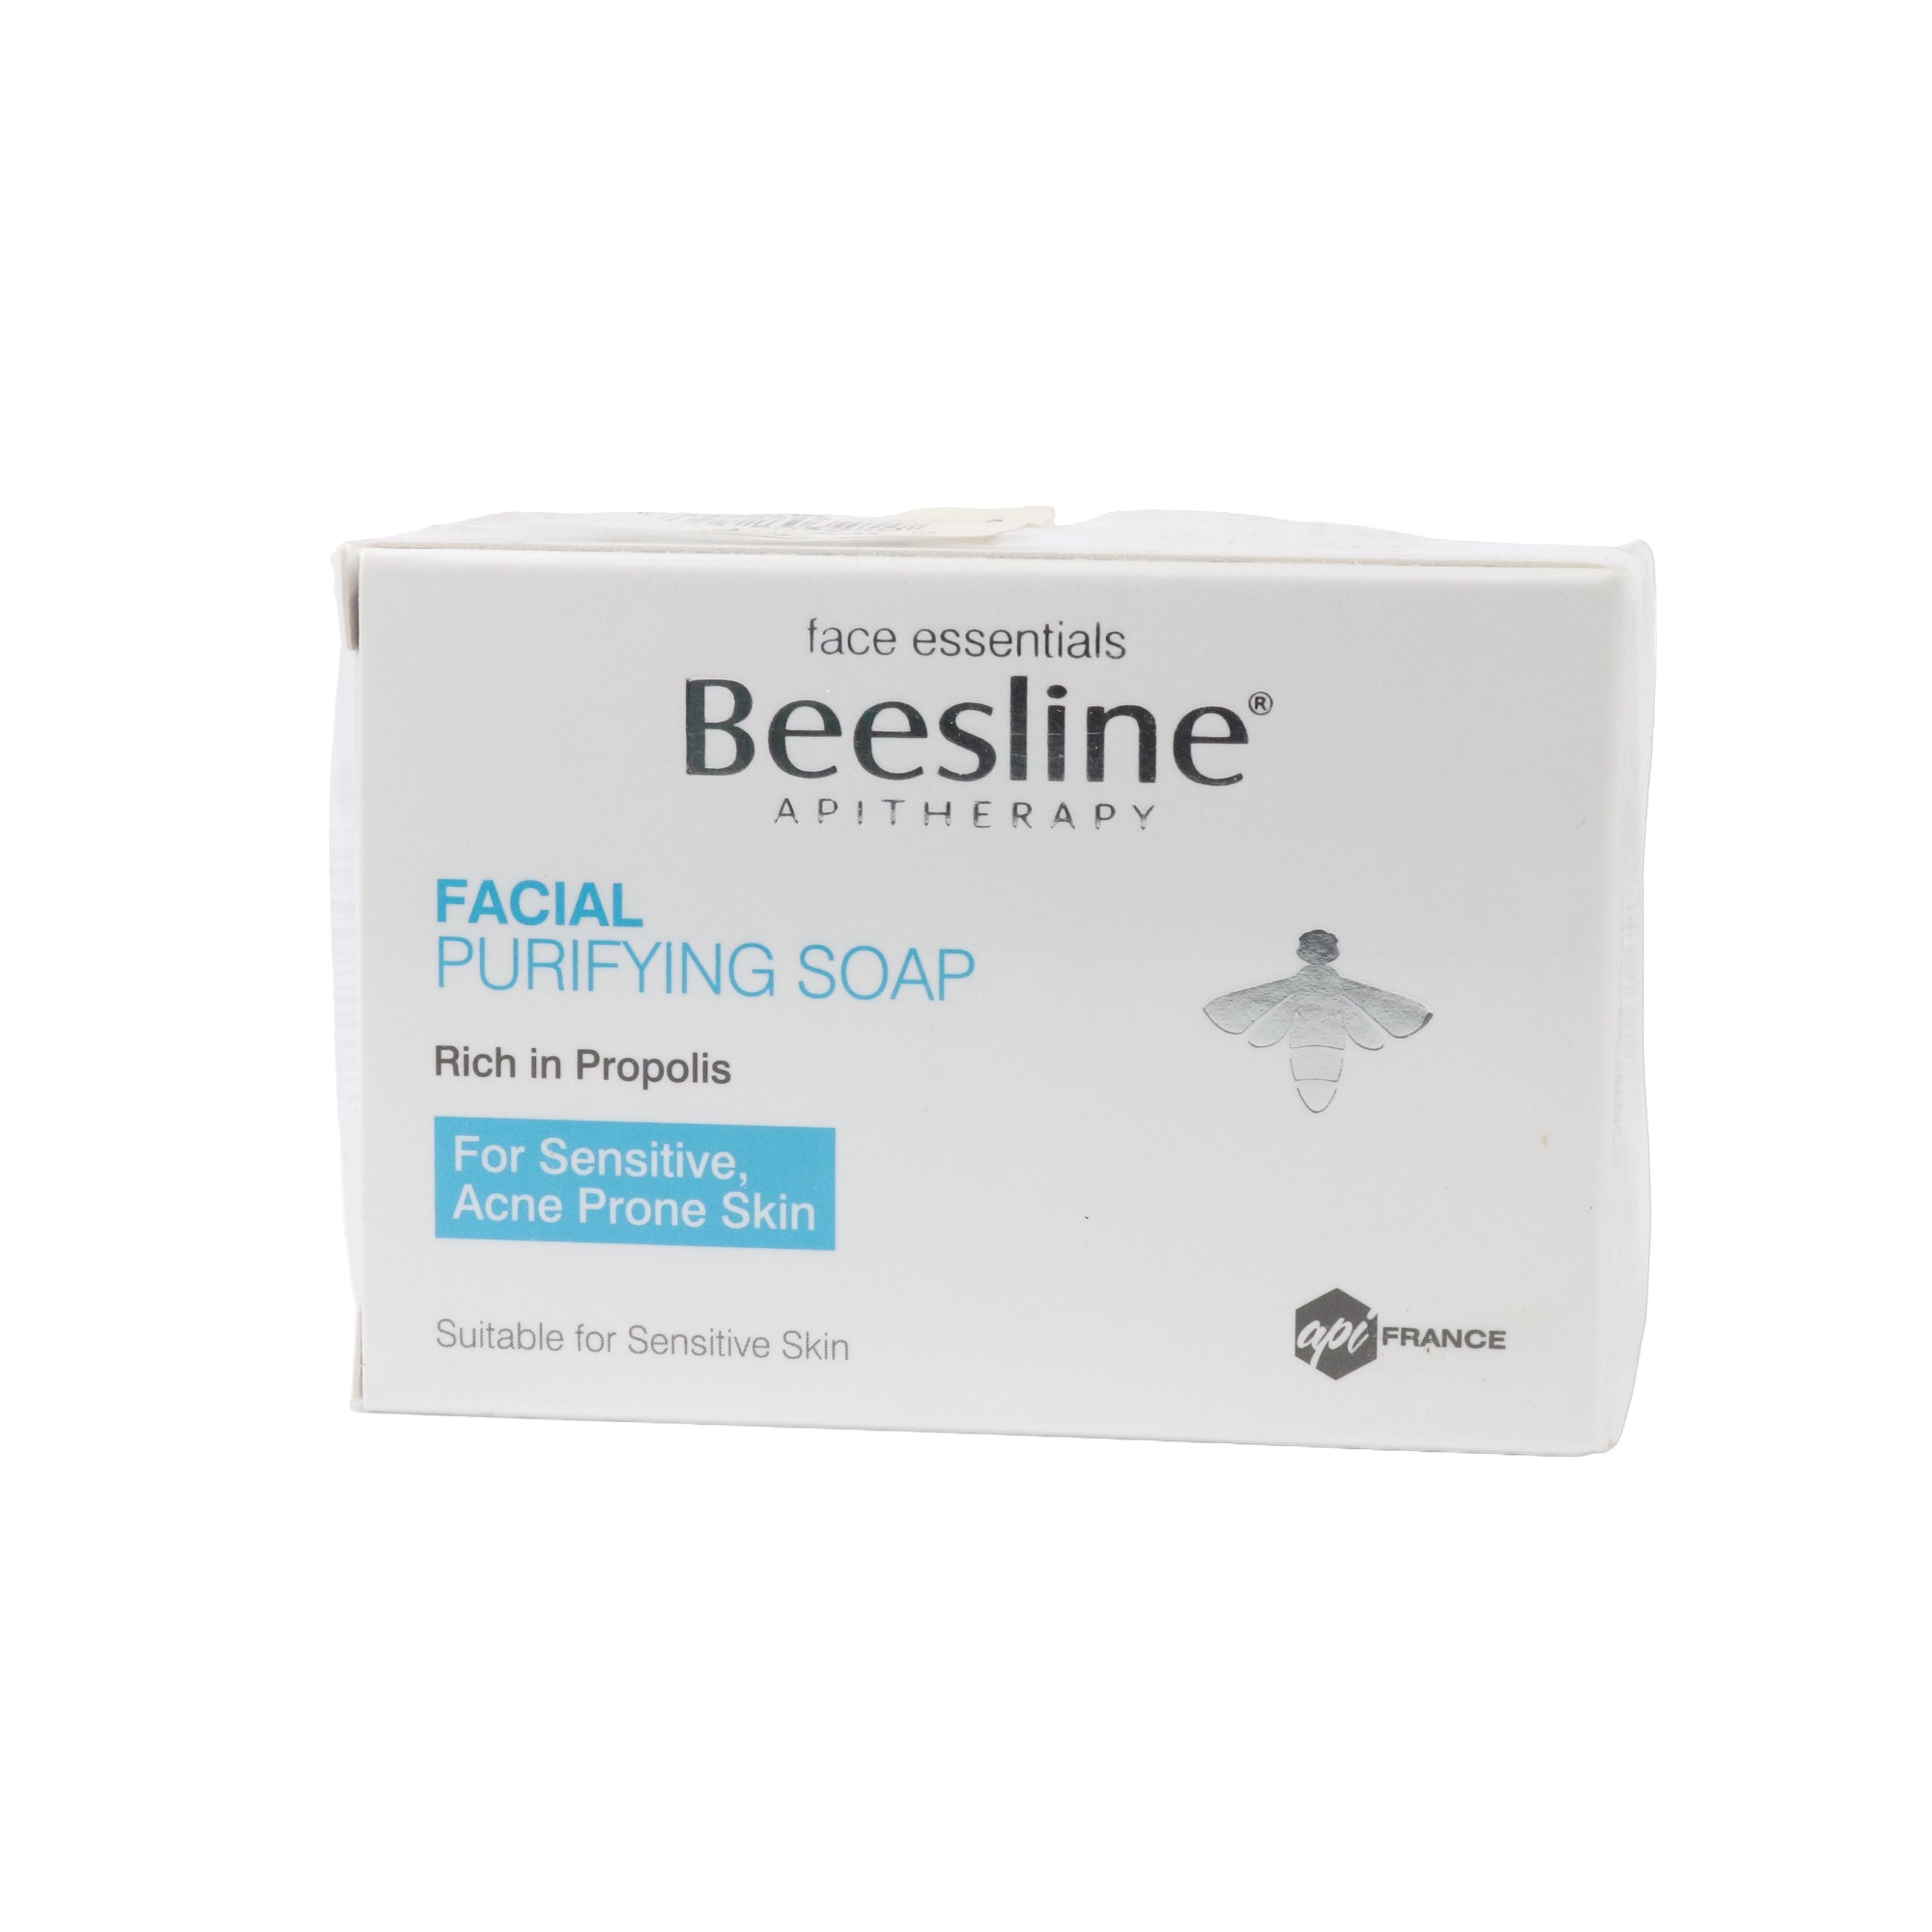 face essentials
Beesline®
APITHERAPY
FACIAL
PURIFYING SOAP
Rich in Propolis
For Sensitive,
Acne Prone Skin
Suitable for Sensitive Skin
api FRANCE